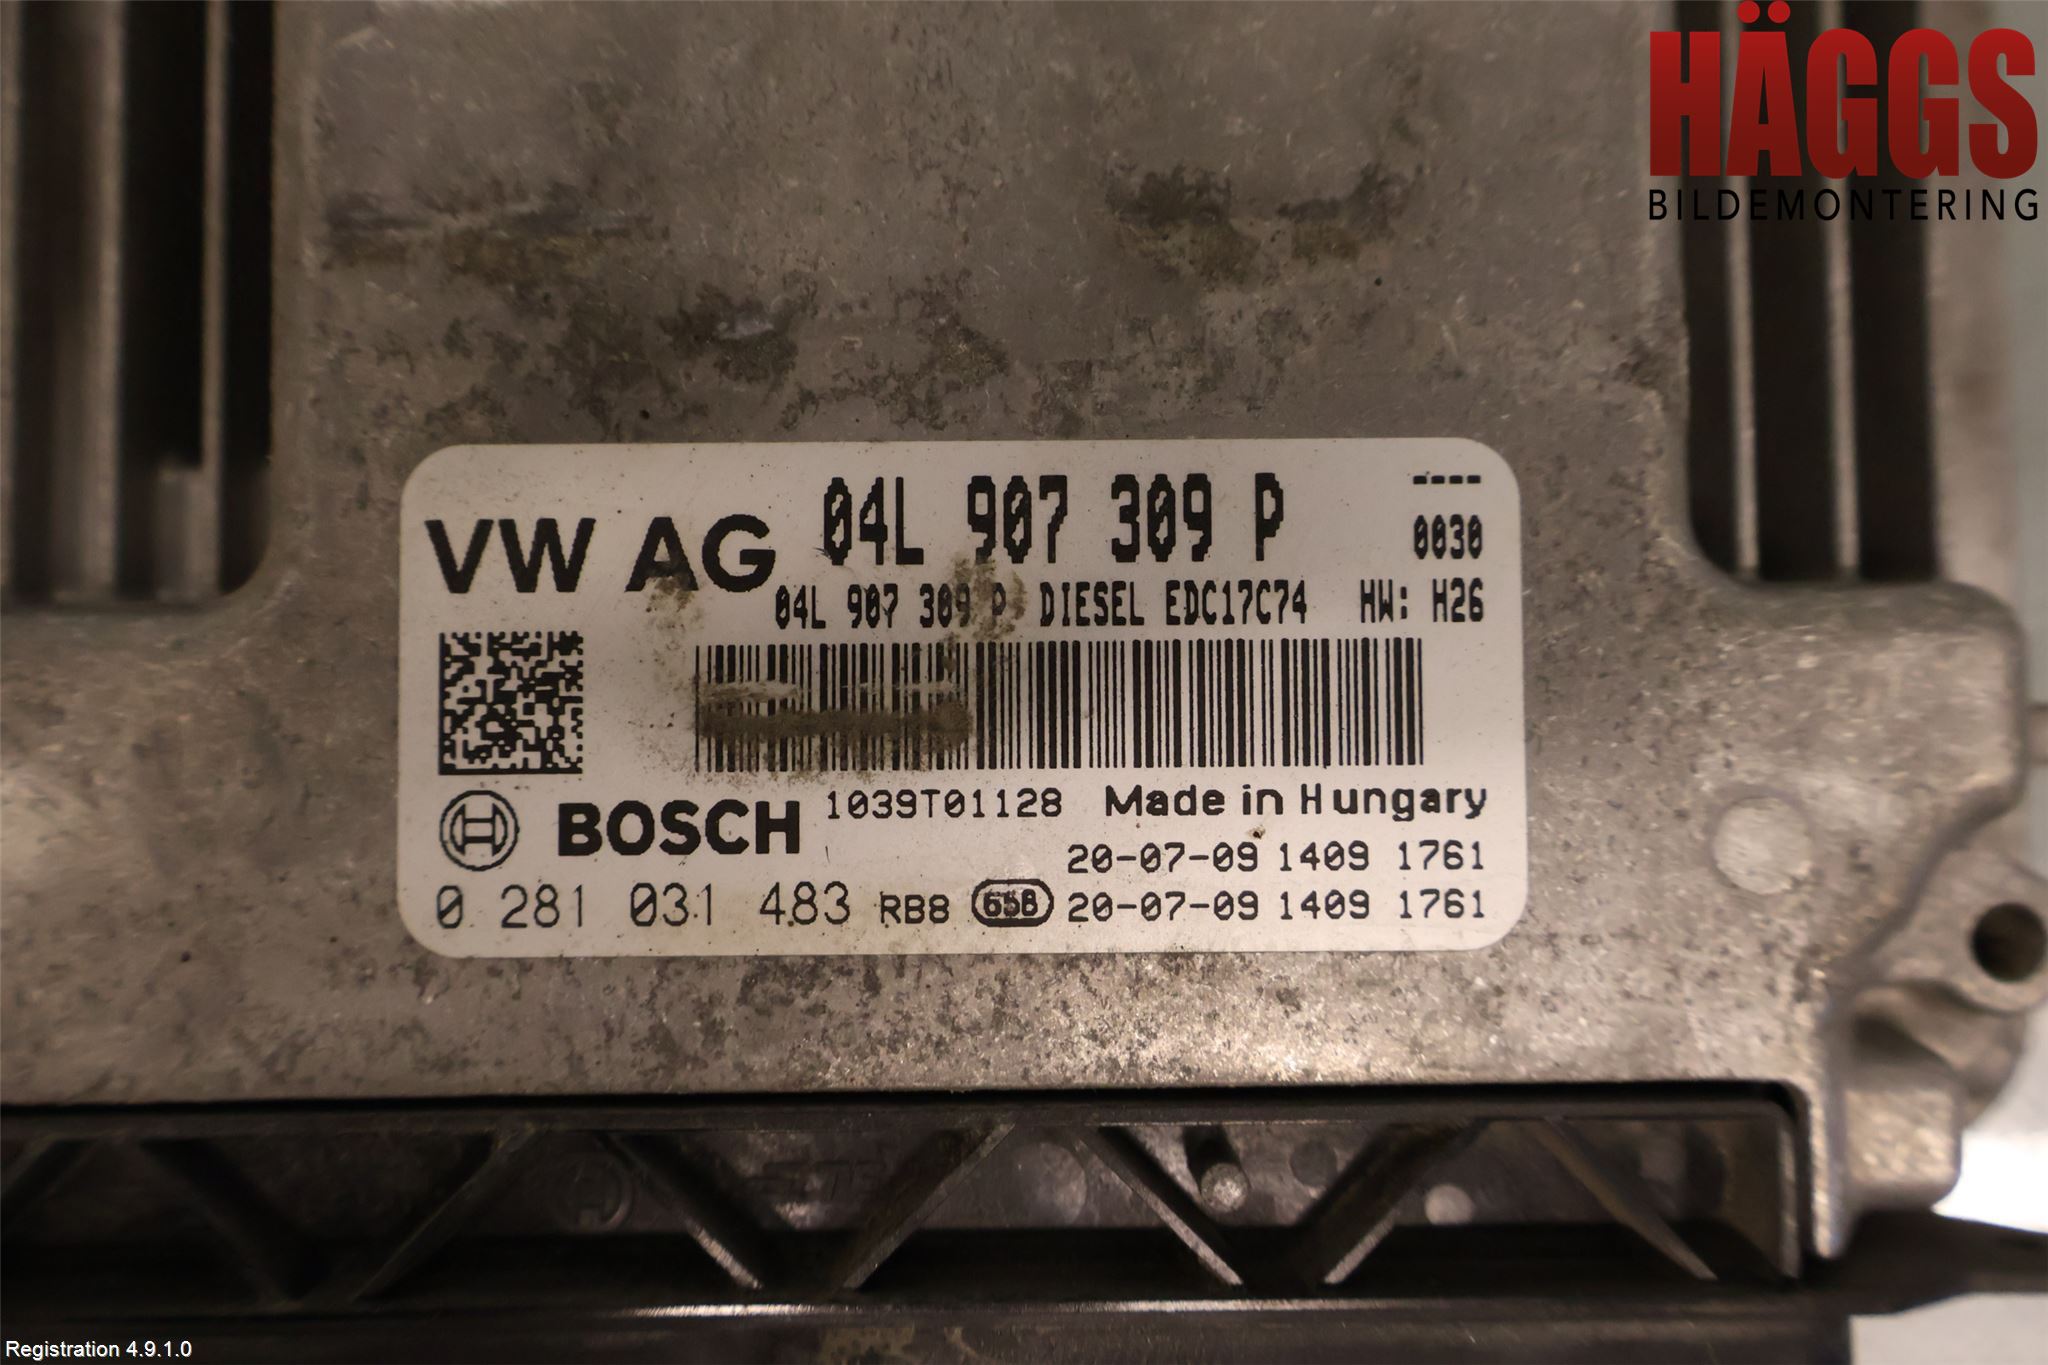 HÄGGS
BILDEMONTERING
VW AG 04L 907 309 P
----
0030
04L 907 309 P DIESEL EDC17C74 HW: H26
1039T01128 Made in Hungary
BOSCH
20-07-09 1409 1761
0 281 031 483 RB8 65B 20-07-09 1409 1761
Registration 4.9.1.0